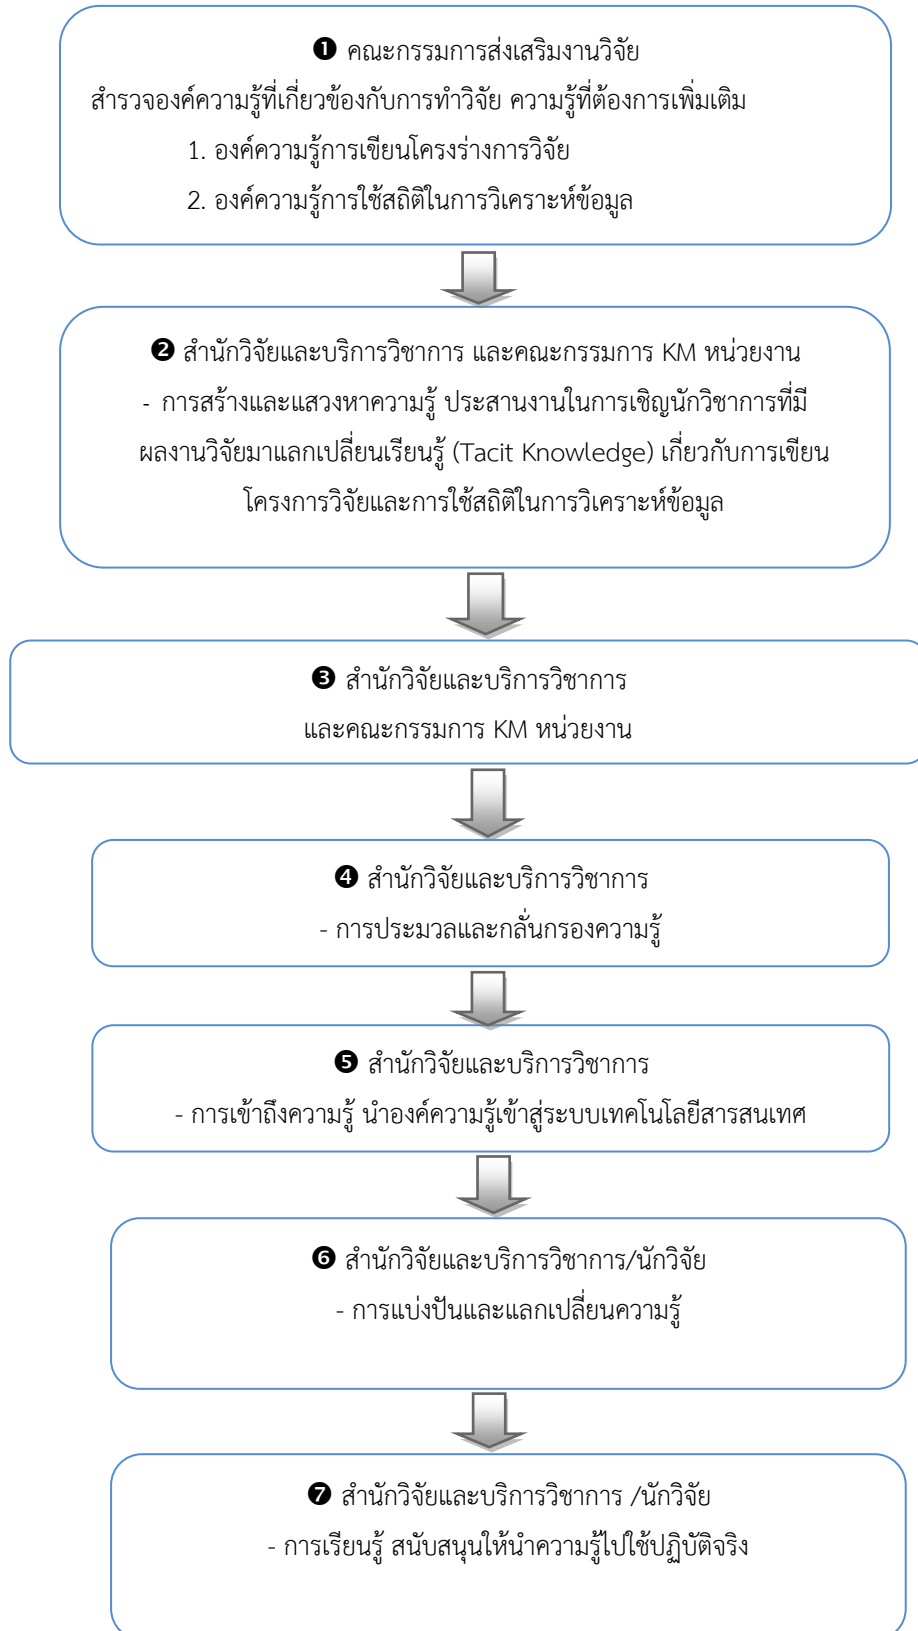 ❶ คณะกรรมการส่งเสริมงานวิจัย
สำรวจองค์ความรู้ที่เกี่ยวข้องกับการทำวิจัย ความรู้ที่ต้องการเพิ่มเติม
1. องค์ความรู้การเขียนโครงร่างการวิจัย
2. องค์ความรู้การใช้สถิติในการวิเคราะห์ข้อมูล
❷ สำนักวิจัยและบริการวิชาการ และคณะกรรมการ KM หน่วยงาน
- การสร้างและแสวงหาความรู้ ประสานงานในการเชิญนักวิชาการที่มี
ผลงานวิจัยมาแลกเปลี่ยนเรียนรู้ (Tacit Knowledge) เกี่ยวกับการเขียน
โครงการวิจัยและการใช้สถิติในการวิเคราะห์ข้อมูล
❸ สำนักวิจัยและบริการวิชาการ
และคณะกรรมการ KM หน่วยงาน
❹ สำนักวิจัยและบริการวิชาการ
- การประมวลและกลั่นกรองความรู้
❺ สำนักวิจัยและบริการวิชาการ
- การเข้าถึงความรู้ นำองค์ความรู้เข้าสู่ระบบเทคโนโลยีสารสนเทศ
❻ สำนักวิจัยและบริการวิชาการ/นักวิจัย
- การแบ่งปันและแลกเปลี่ยนความรู้
❼ สำนักวิจัยและบริการวิชาการ /นักวิจัย
- การเรียนรู้ สนับสนุนให้นำความรู้ไปใช้ปฏิบัติจริง